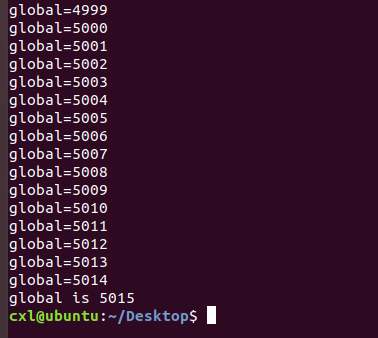 global=4999
global=5000
global=5001
global=5002
global=5003
global=5004
global=5005
global=5006
global=5007
global=5008
global=5009
global=5010
global=5011
global=5012
global=5013
global=5014
global is 5015
cxl@ubuntu:~/Desktop$